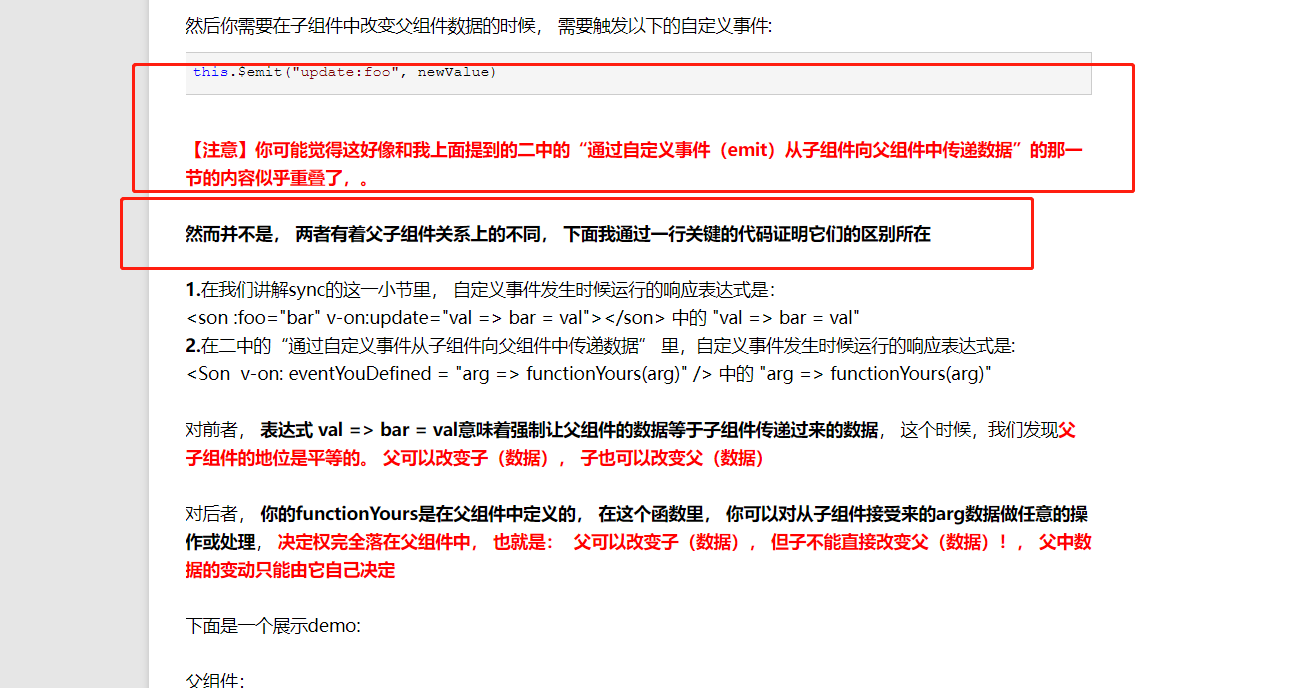 然后你需要在子组件中改变父组件数据的时候， 需要触发以下的自定义事件:
this.$emit("update:foo", newValue)
【注意】你可能觉得这好像和我上面提到的二中的“通过自定义事件（emit）从子组件向父组件中传递数据”的那一
节的内容似乎重叠了，。
然而并不是， 两者有着父子组件关系上的不同， 下面我通过一行关键的代码证明它们的区别所在
1.在我们讲解sync的这一小节里， 自定义事件发生时候运行的响应表达式是：
<son :foo="bar" v-on:update="val => bar = val"></son> 中的 "val => bar = val"
2.在二中的“通过自定义事件从子组件向父组件中传递数据” 里，自定义事件发生时候运行的响应表达式是:
<Son  v-on: eventYouDefined = "arg => functionYours(arg)" /> 中的 "arg => functionYours(arg)"
对前者， 表达式 val => bar = val意味着强制让父组件的数据等于子组件传递过来的数据， 这个时候，我们发现父
子组件的地位是平等的。 父可以改变子（数据）， 子也可以改变父（数据）
对后者， 你的functionYours是在父组件中定义的， 在这个函数里， 你可以对从子组件接受来的arg数据做任意的操
作或处理， 决定权完全落在父组件中， 也就是：  父可以改变子（数据）， 但子不能直接改变父（数据）！， 父中数
据的变动只能由它自己决定
下面是一个展示demo:
父组件：